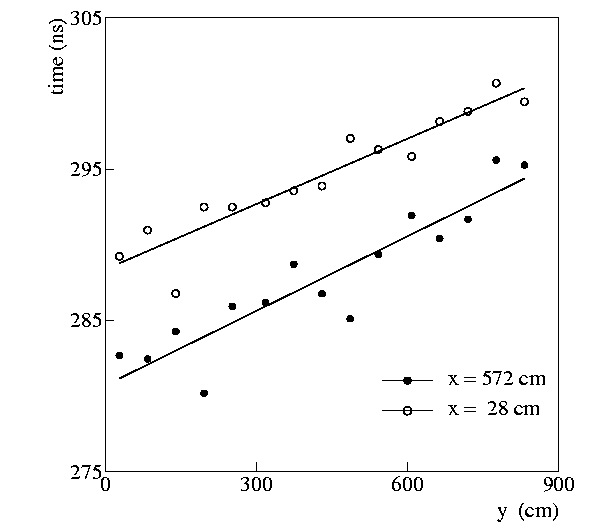 time (ns)
305
295
285
275
x = 572 cm
x = 28 cm
0 300 600 900
y (cm)